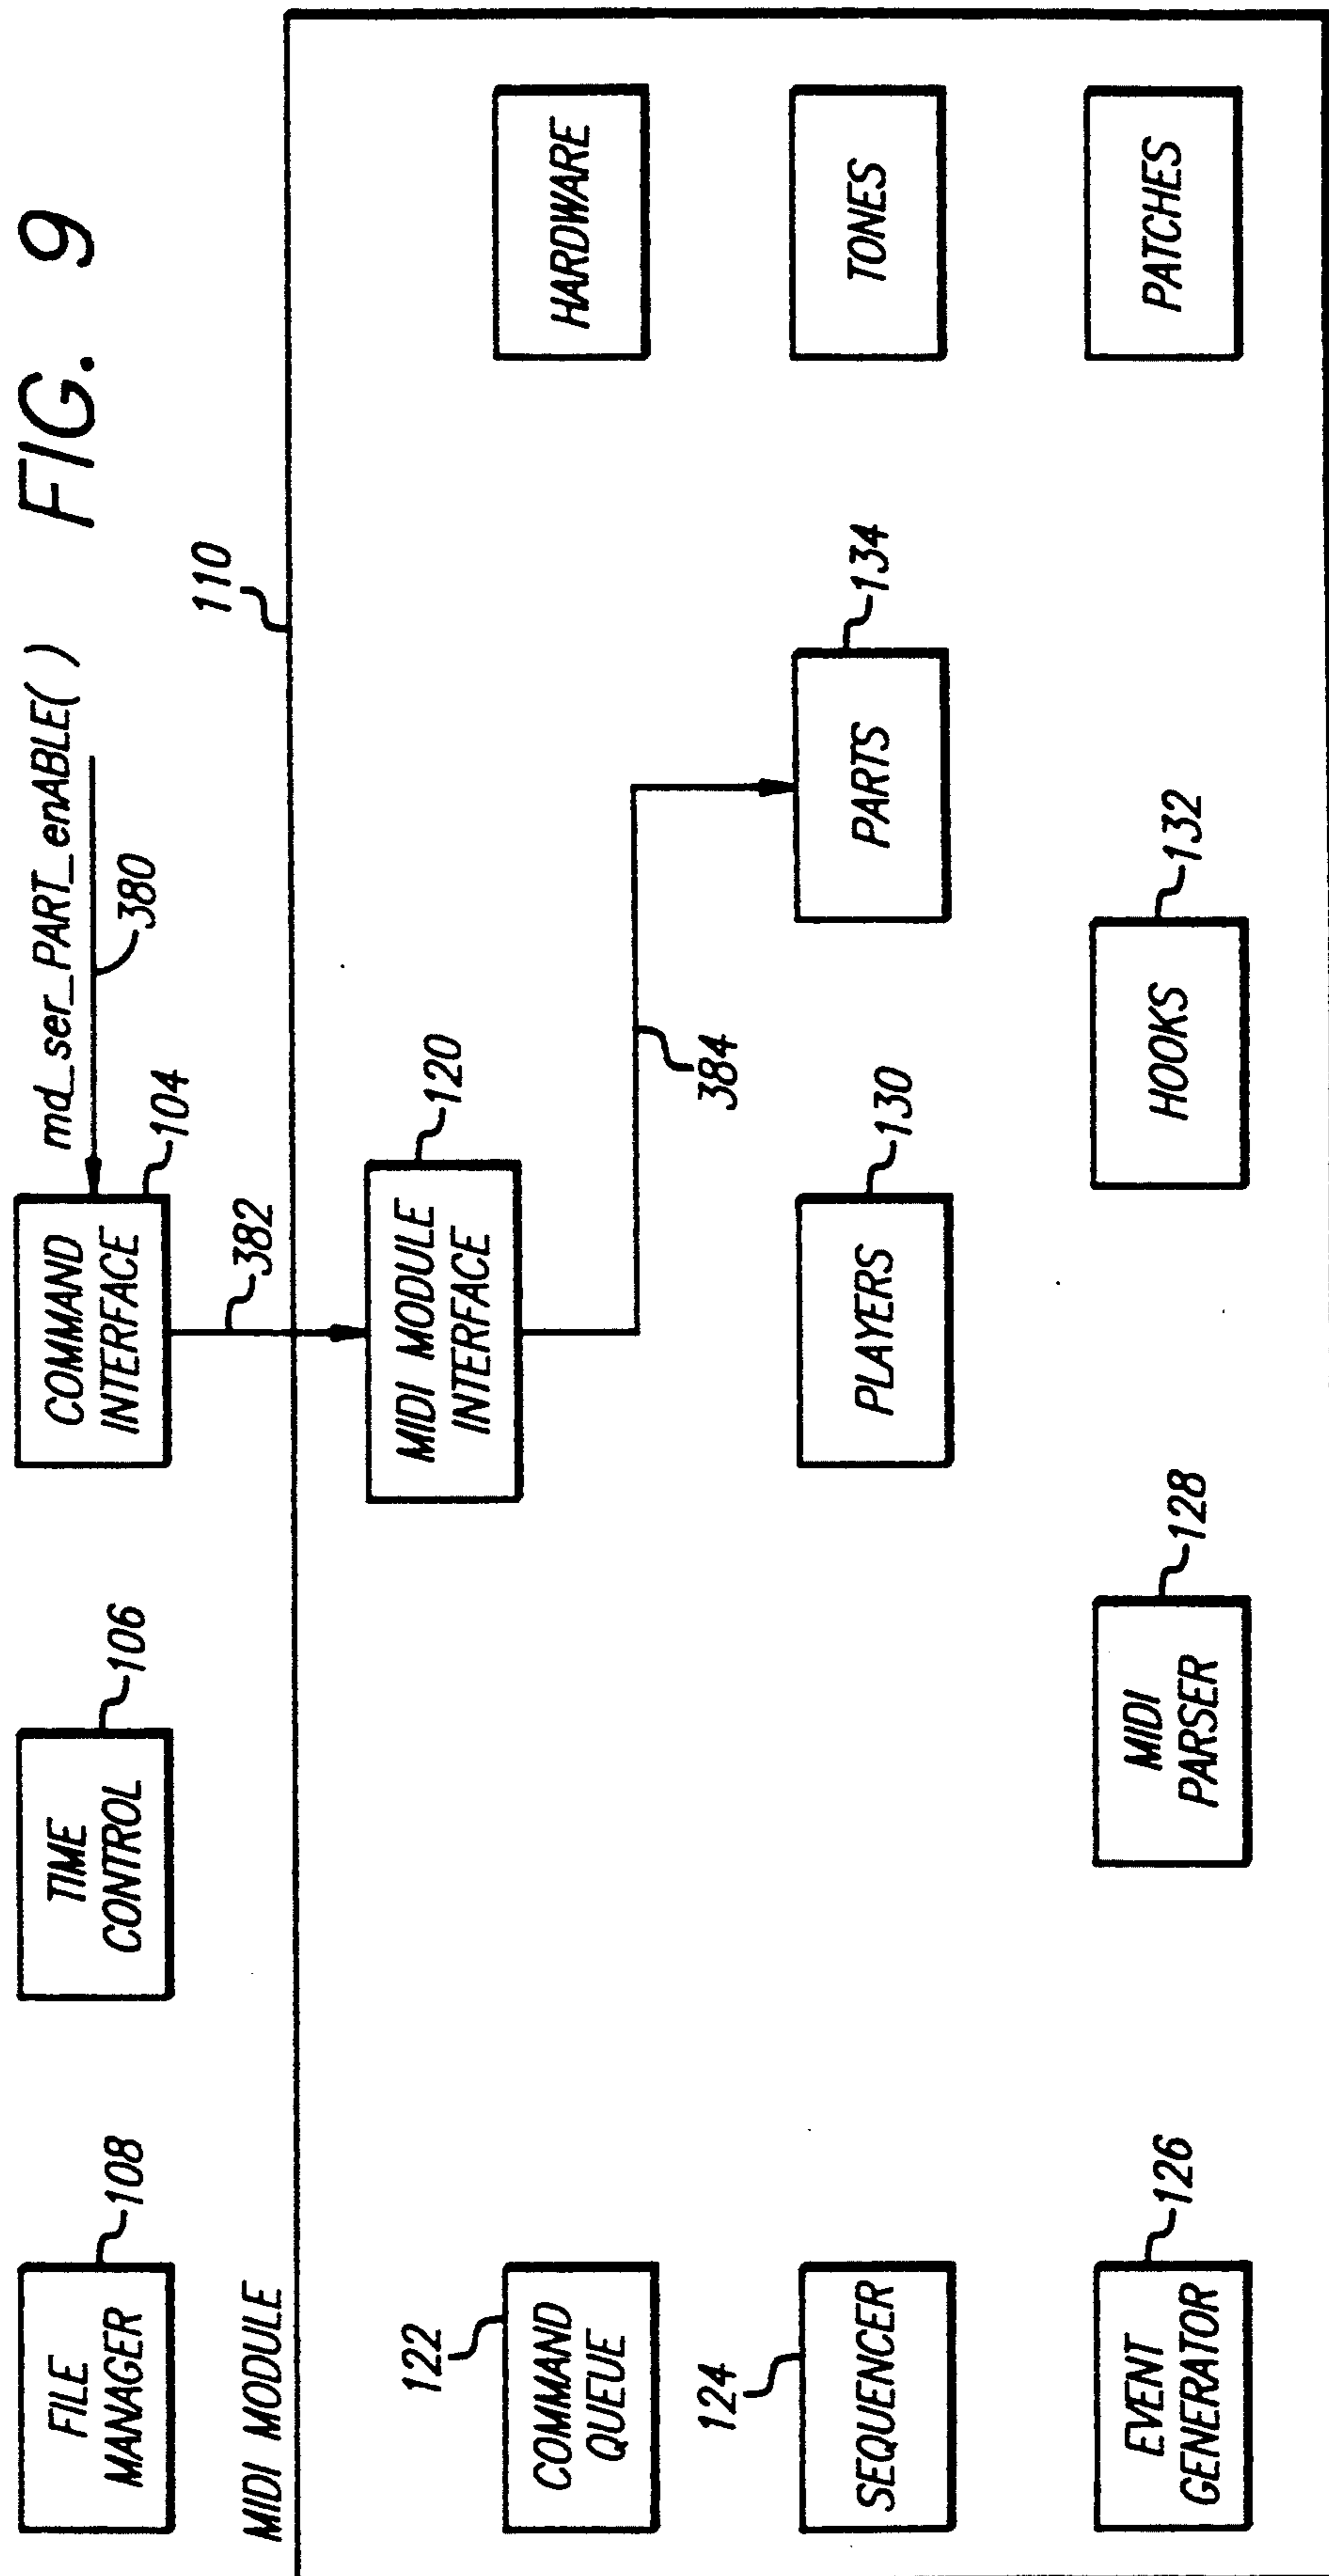 FIG. 9
md_ser_PART_enABLE( )
380
FILE
MANAGER
108
TIME
CONTROL
106
COMMAND
INTERFACE
104
382
110
MIDI MODULE
MIDI MODULE
INTERFACE
120
122
COMMAND
QUEUE
HARDWARE
384
124
SEQUENCER
PLAYERS
130
PARTS
134
TONES
EVENT
GENERATOR
126
MIDI
PARSER
128
HOOKS
132
PATCHES